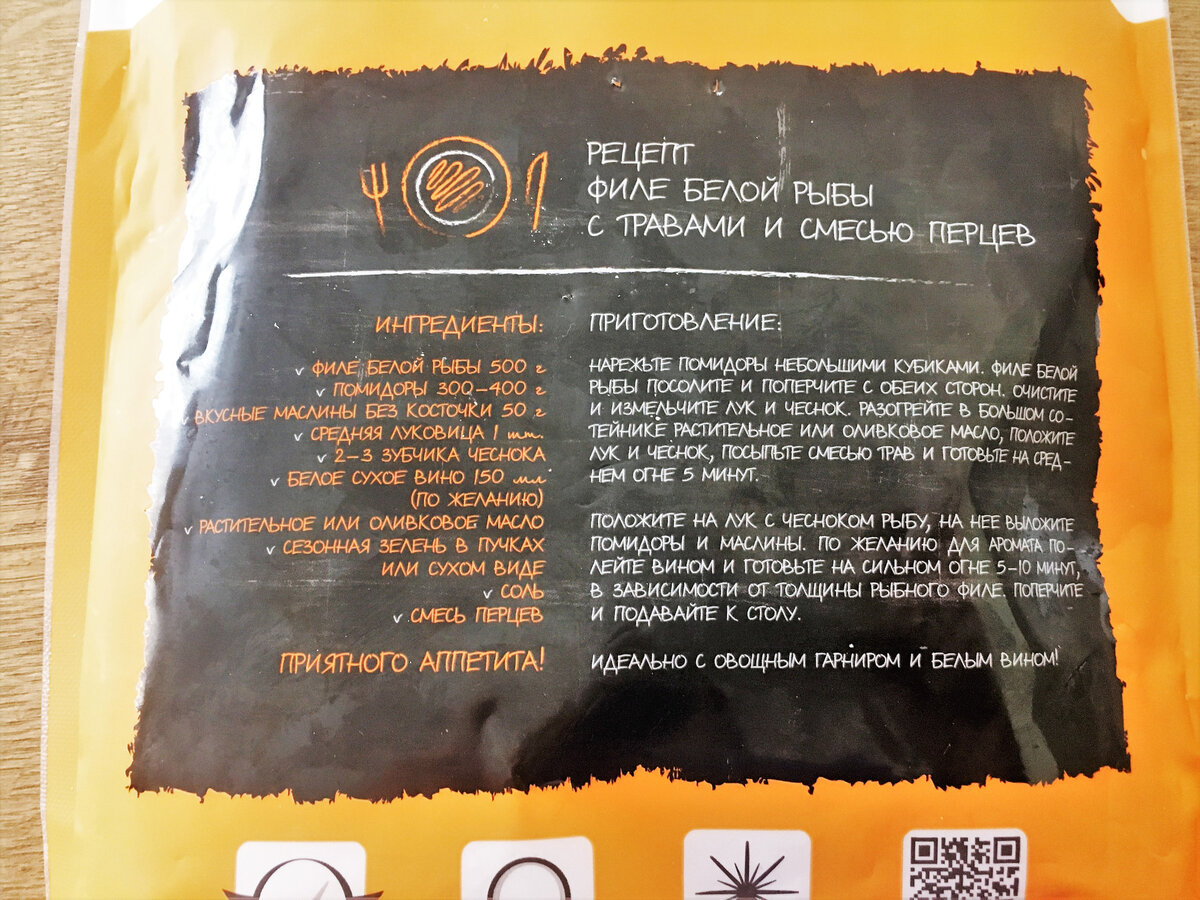 РЕЦЕПТ
ФИЛЕ БЕЛОЙ РЫБЫ
С ТРАВАМИ И СМЕСЬЮ ПЕРЦЕВ
ИНГРЕДИЕНТЫ:
ФИЛЕ БЕЛОЙ РЫБЫ 500 г
ПОМИДОРЫ 300–400 г
ВКУСНЫЕ МАСЛИНЫ БЕЗ КОСТОЧКИ 50 г
СРЕДНЯЯ ЛУКОВИЦА 1 шт.
2–3 ЗУБЧИКА ЧЕСНОКА
БЕЛОЕ СУХОЕ ВИНО 150 мл
(ПО ЖЕЛАНИЮ)
РАСТИТЕЛЬНОЕ ИЛИ ОЛИВКОВОЕ МАСЛО
СЕЗОННАЯ ЗЕЛЕНЬ В ПУЧКАХ
ИЛИ СУХОМ ВИДЕ
СОЛЬ
СМЕСЬ ПЕРЦЕВ
ПРИЯТНОГО АППЕТИТА!
ПРИГОТОВЛЕНИЕ:
НАРЕЖЬТЕ ПОМИДОРЫ НЕБОЛЬШИМИ КУБИКАМИ. ФИЛЕ БЕЛОЙ
РЫБЫ ПОСОЛИТЕ И ПОПЕРЧИТЕ С ОБЕИХ СТОРОН. ОЧИСТИТЕ
И ИЗМЕЛЬЧИТЕ ЛУК И ЧЕСНОК. РАЗОГРЕЙТЕ В БОЛЬШОМ СО-
ТЕЙНИКЕ РАСТИТЕЛЬНОЕ ИЛИ ОЛИВКОВОЕ МАСЛО, ПОЛОЖИТЕ
ЛУК И ЧЕСНОК, ПОСЫПЬТЕ СМЕСЬЮ ТРАВ И ГОТОВЬТЕ НА СРЕД-
НЕМ ОГНЕ 5 МИНУТ.
ПОЛОЖИТЕ НА ЛУК С ЧЕСНОКОМ РЫБУ, НА НЕЕ ВЫЛОЖИТЕ
ПОМИДОРЫ И МАСЛИНЫ. ПО ЖЕЛАНИЮ ДЛЯ АРОМАТА ПО-
ЛЕЙТЕ ВИНОМ И ГОТОВЬТЕ НА СИЛЬНОМ ОГНЕ 5–10 МИНУТ,
В ЗАВИСИМОСТИ ОТ ТОЛЩИНЫ РЫБНОГО ФИЛЕ. ПОПЕРЧИТЕ
И ПОДАВАЙТЕ К СТОЛУ.
ИДЕАЛЬНО С ОВОЩНЫМ ГАРНИРОМ И БЕЛЫМ ВИНОМ!